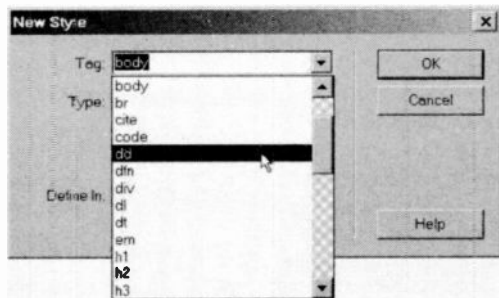 New Style
Tag: body
OK
Type:
Cancel
body
br
cite
code
dd
dfn
div
dl
dt
em
h1
h2
h3
Define In:
Help